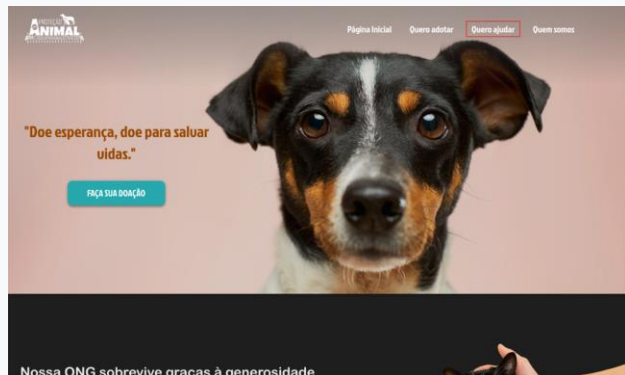 PROTEÇÃO
ANIMAL
Página Inicial
Quero adotar
Quero ajudar
Quem somos
"Doe esperança, doe para salvar
vidas."
FAÇA SUA DOAÇÃO
Nossa ONG sobrevive graças à generosidade